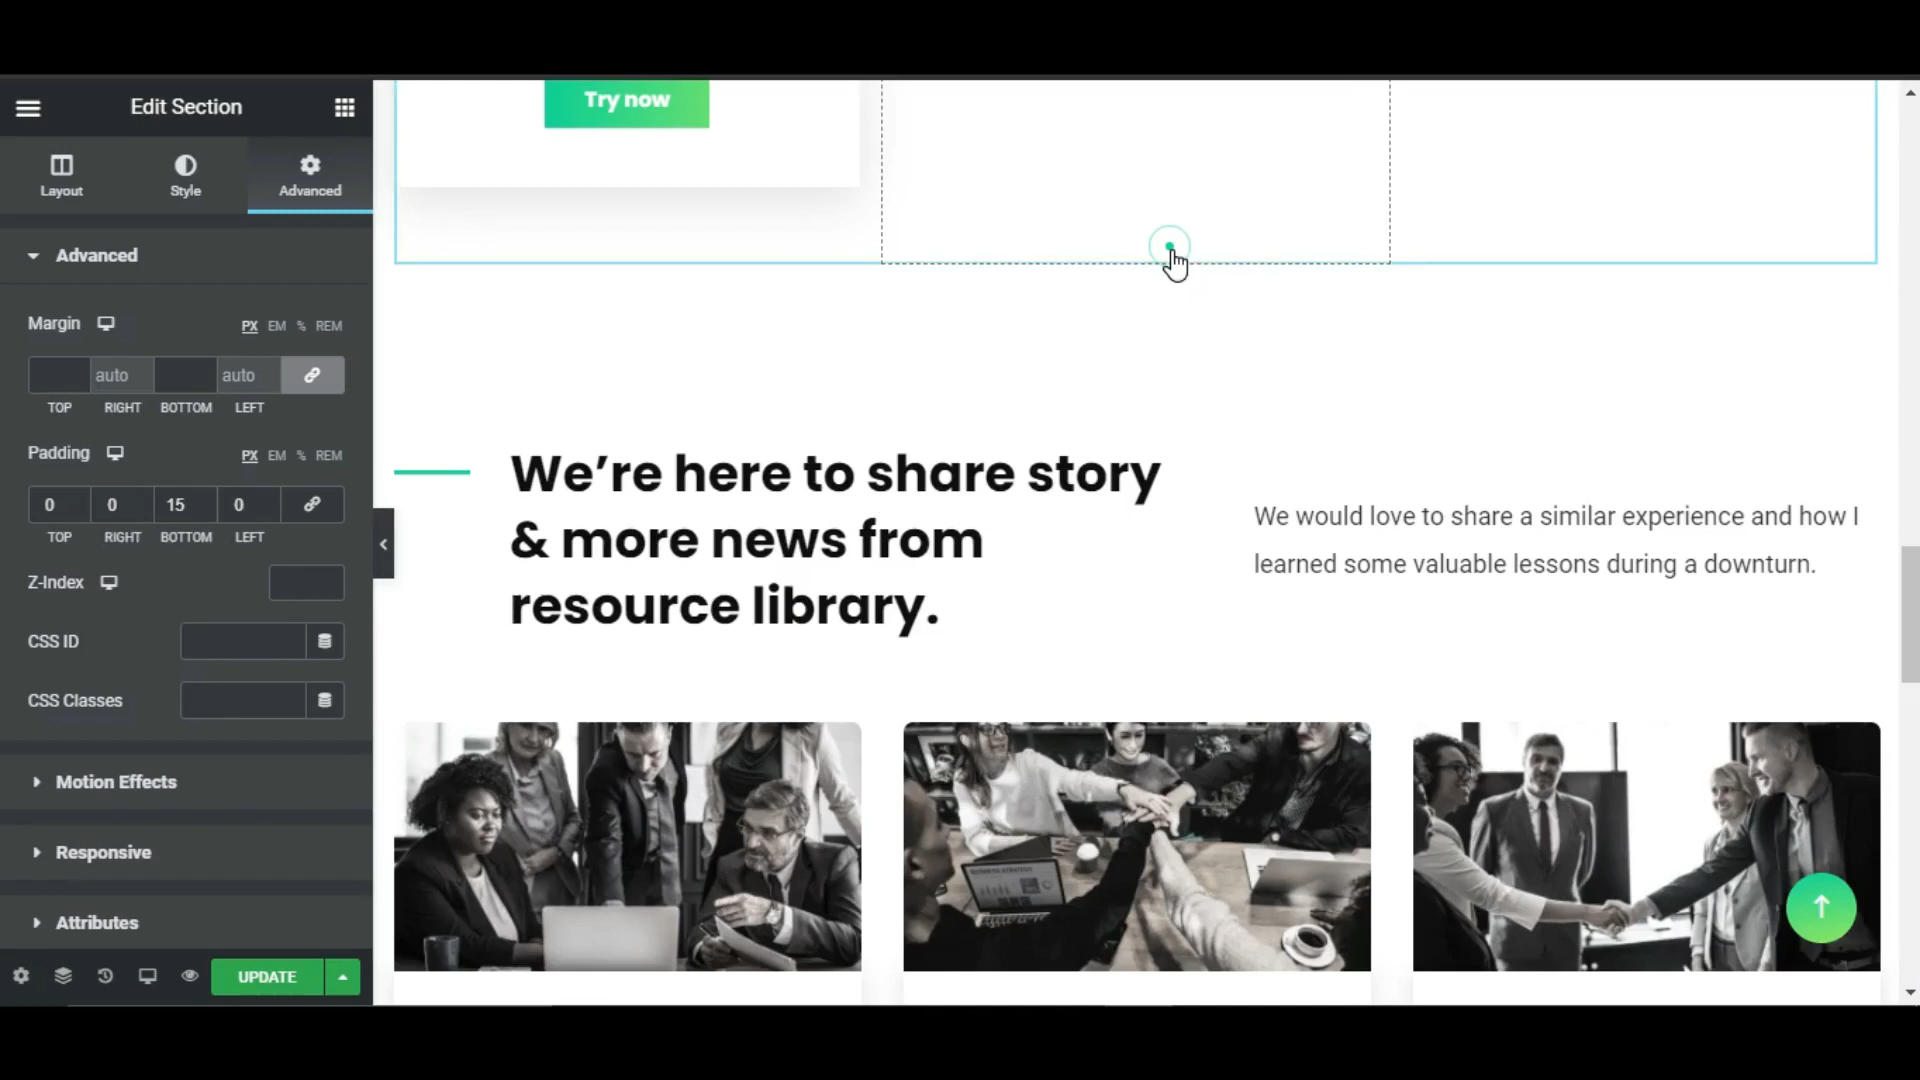 Edit Section
Layout
Style
Advanced
Advanced
Margin
PX EM % REM
auto
auto
TOP RIGHT BOTTOM LEFT
Padding
PX EM % REM
0 0 15 0
TOP RIGHT BOTTOM LEFT
Z-Index
CSS ID
CSS Classes
Motion Effects
Responsive
Attributes
UPDATE
Try now
We’re here to share story
& more news from
resource library.
We would love to share a similar experience and how I
learned some valuable lessons during a downturn.
BUSINESS STRATEGY